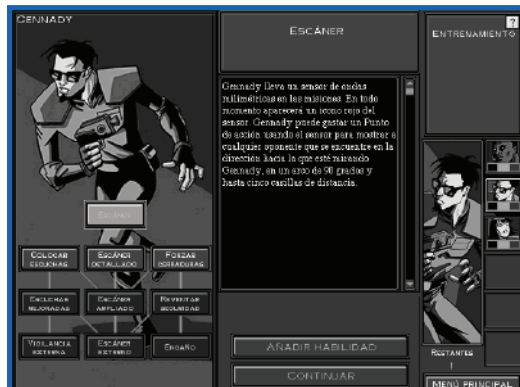 GENNADY
ESCÁNER
ENTRENAMIENTO
?
Gennady lleva un sensor de ondas
milimétricas en las misiones. En todo
momento aparecerá un icono rojo del
sensor. Gennady puede gastar un Punto
de acción usando el sensor para mostrar a
cualquier oponente que se encuentre en la
dirección hacia la que esté mirando
Gennady, en un arco de 90 grados y
hasta cinco casillas de distancia.
ESCÁNER
COLOCAR
ESCUCHAS
ESCÁNER
DETALLADO
FORZAR
CERRADURAS
ESCUCHAS
MEJORADAS
ESCÁNER
AMPLIADO
REVENTAR
SEGURIDAD
VIGILANCIA
EXTERNA
ESCÁNER
EXTERNO
ENGAÑO
AÑADIR HABILIDAD
CONTINUAR
RESTANTES
1
MENÚ PRINCIPAL